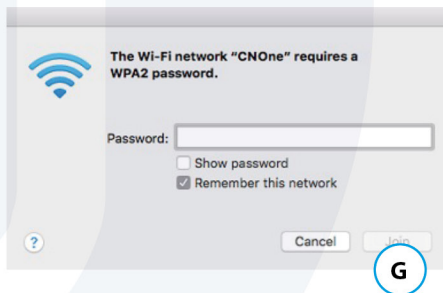 The Wi-Fi network “CNOne” requires a
WPA2 password.
Password:
Show password
Remember this network
?
Cancel
Join
G